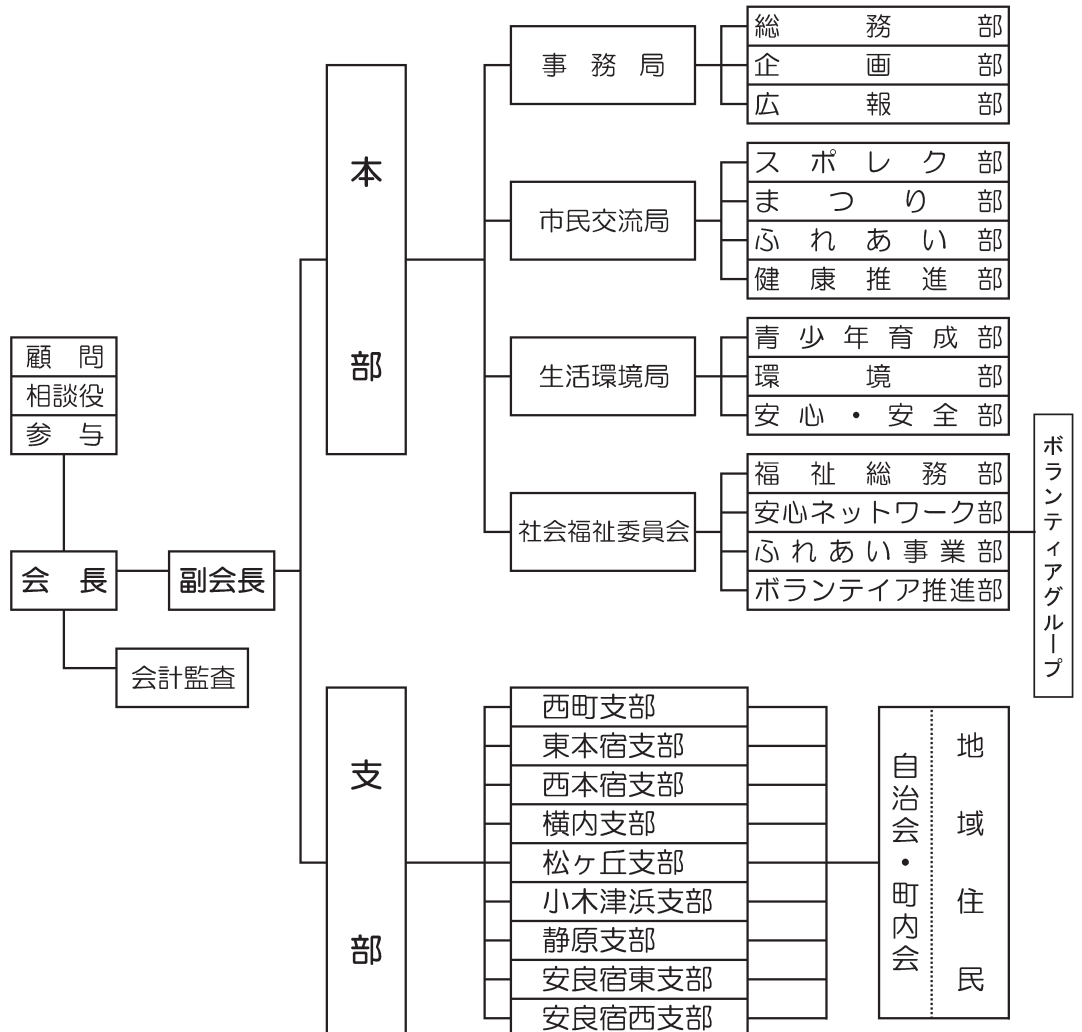 顧問
相談役
参与
会長
副会長
会計監査
本部
事務局
総務部
企画部
広報部
市民交流局
スポレク部
まつり部
ふれあい部
健康推進部
生活環境局
青少年育成部
環境部
安心・安全部
社会福祉委員会
福祉総務部
安心ネットワーク部
ふれあい事業部
ボランテイア推進部
ボランティアグループ
支部
西町支部
東本宿支部
西本宿支部
横内支部
松ヶ丘支部
小木津浜支部
静原支部
安良宿東支部
安良宿西支部
自治会・町内会
地域住民